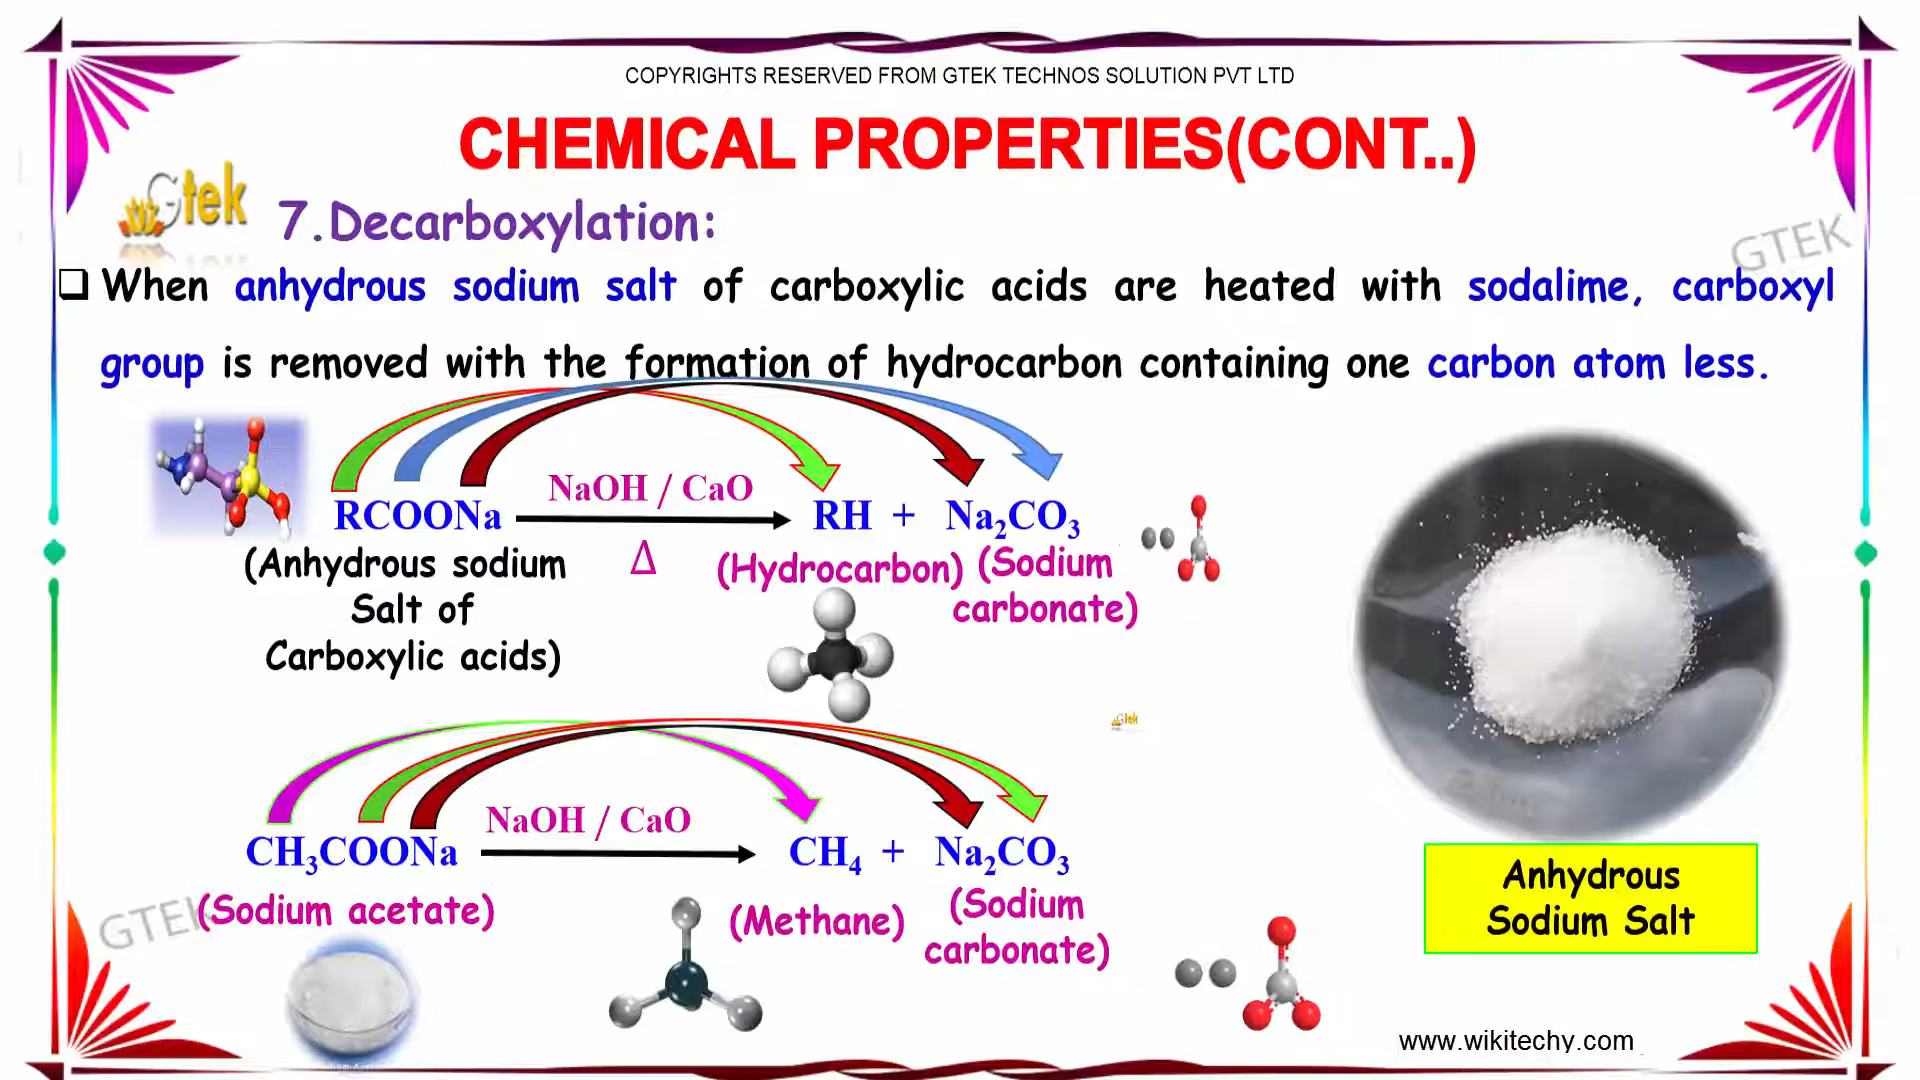 COPYRIGHTS RESERVED FROM GTEK TECHNOS SOLUTION PVT LTD
CHEMICAL PROPERTIES(CONT..)
Gtek
7.Decarboxylation:
GTEK
❑ When anhydrous sodium salt of carboxylic acids are heated with sodalime, carboxyl
group is removed with the formation of hydrocarbon containing one carbon atom less.
NaOH / CaO
RCOONa RH + Na₂CO₃
Δ
(Anhydrous sodium
Salt of
Carboxylic acids)
(Hydrocarbon) (Sodium
carbonate)
Gtek
NaOH / CaO
CH₃COONa CH₄ + Na₂CO₃
GTEK
(Sodium acetate)
(Methane)
(Sodium
carbonate)
Anhydrous
Sodium Salt
www.wikitechy.com